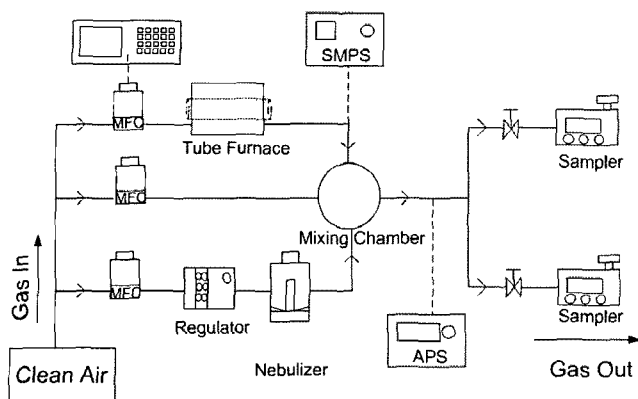 SMPS
MFC
Tube Furnace
Sampler
MFC
Mixing Chamber
Gas In
MFC
Regulator
Sampler
APS
Nebulizer
Clean Air
Gas Out